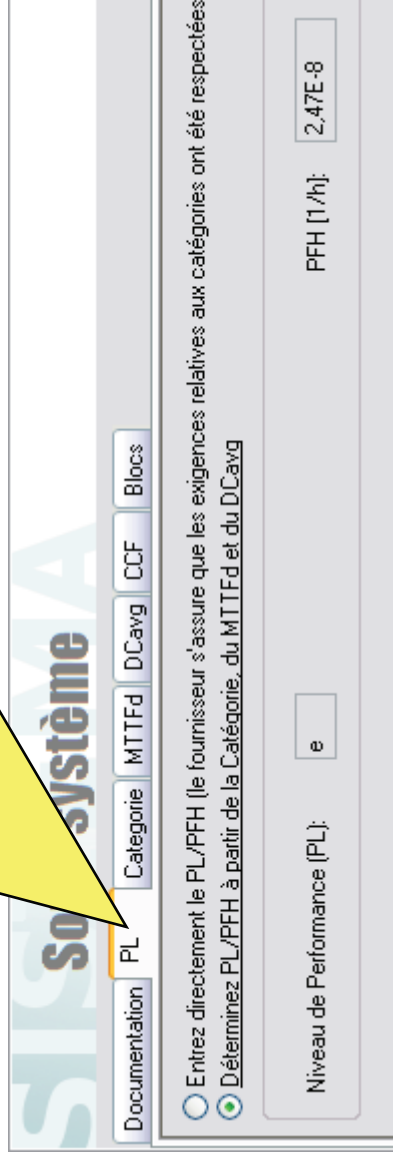 Documentation PL Categorie MTTFd DCavg CCF Blocs
Entrez directement le PL/PFH (le fournisseur s'assure que les exigences relatives aux catégories ont été respectées
Déterminez PL/PFH à partir de la Catégorie, du MTTFd et du DCavg
Niveau de Performance (PL): e PFH [1/h]: 2,47E-8